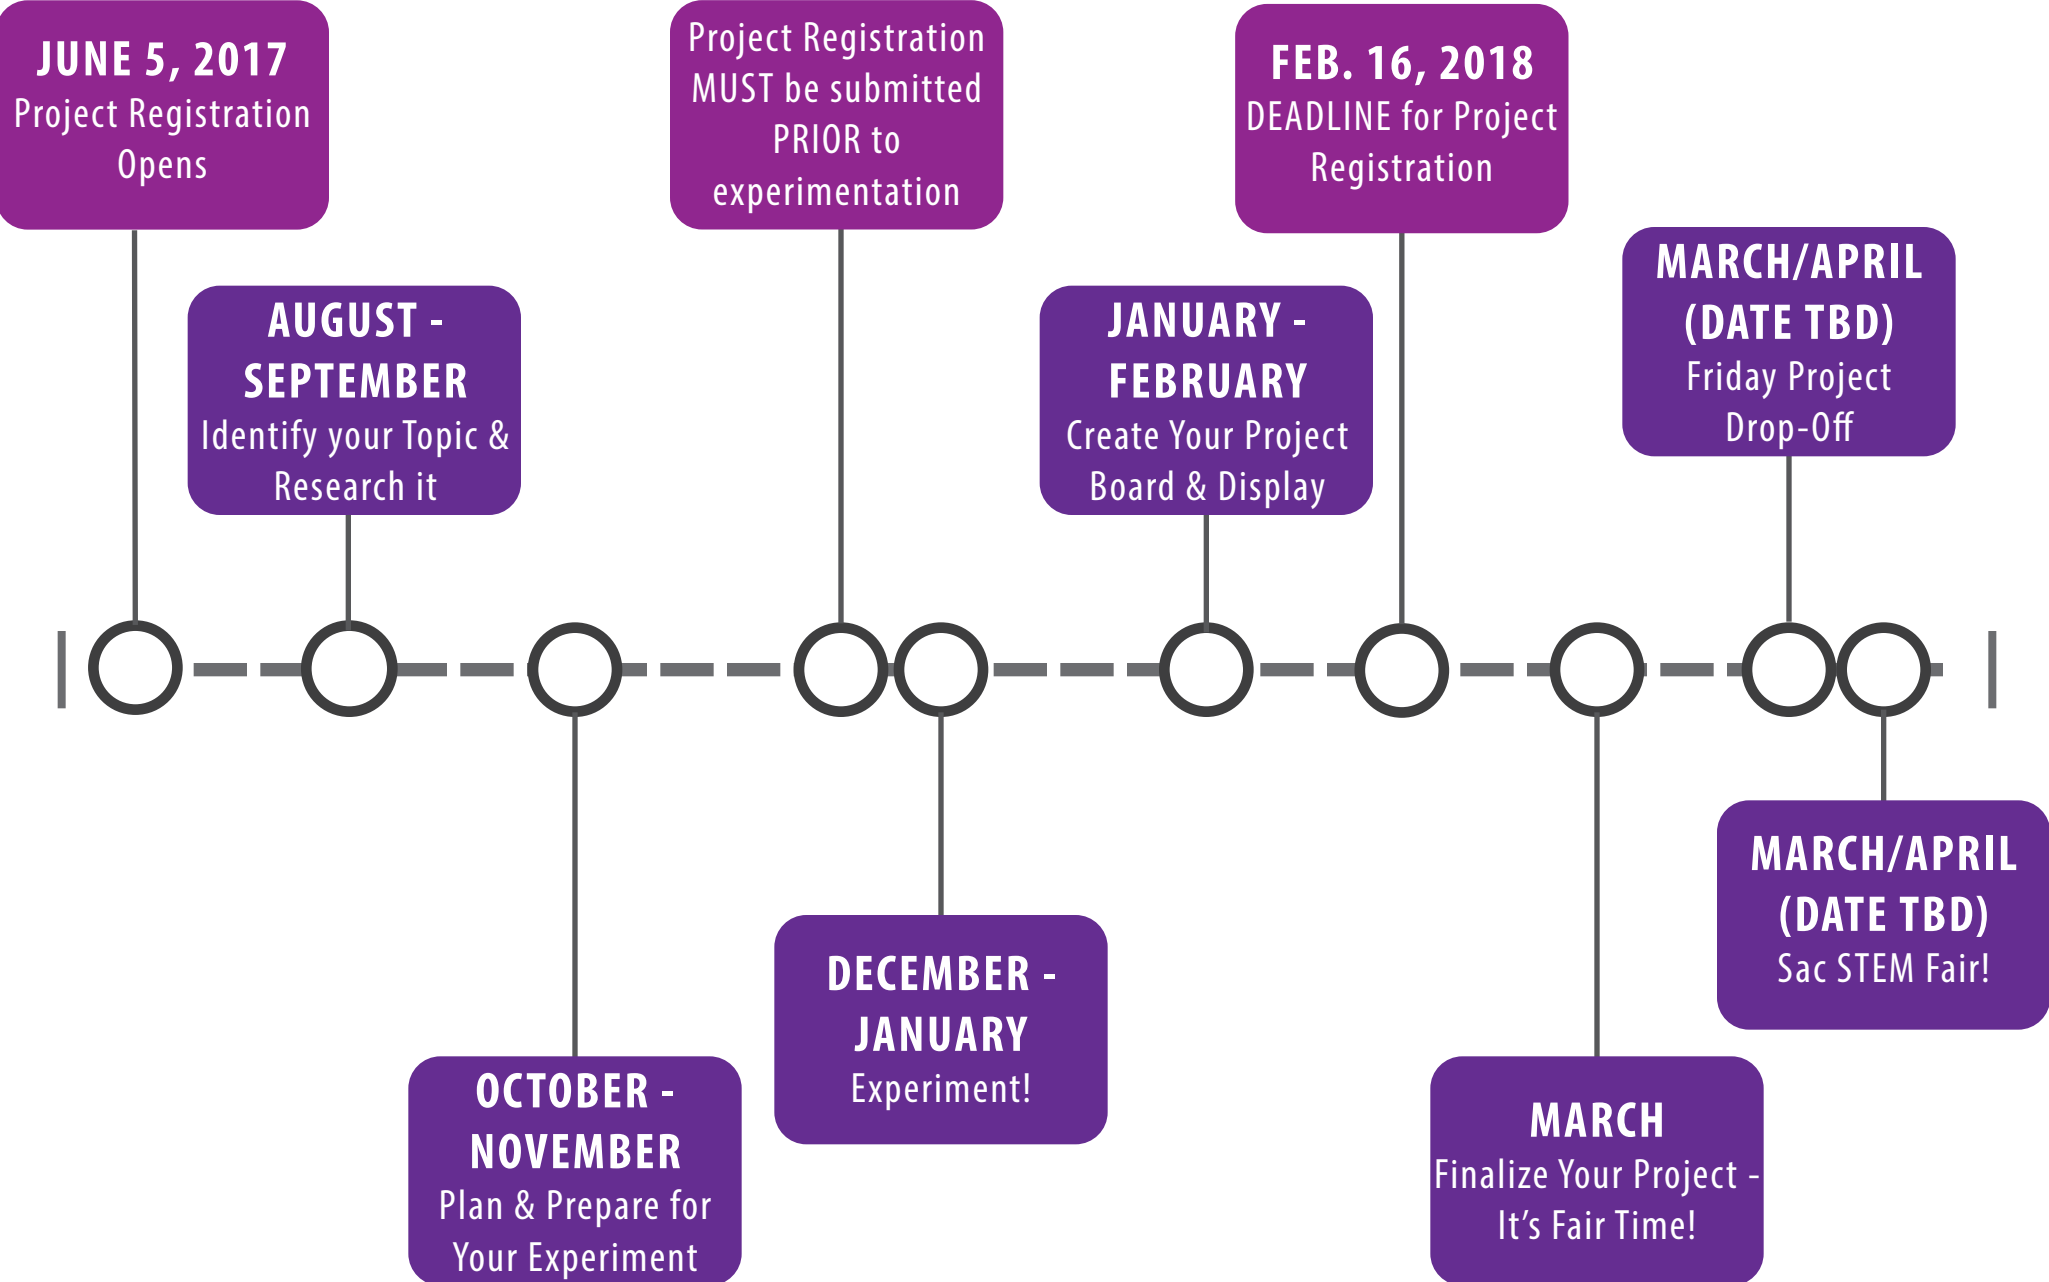 JUNE 5, 2017
Project Registration
Opens
AUGUST -
SEPTEMBER
Identify your Topic &
Research it
OCTOBER -
NOVEMBER
Plan & Prepare for
Your Experiment
Project Registration
MUST be submitted
PRIOR to
experimentation
DECEMBER -
JANUARY
Experiment!
JANUARY -
FEBRUARY
Create Your Project
Board & Display
FEB. 16, 2018
DEADLINE for Project
Registration
MARCH
Finalize Your Project -
It's Fair Time!
MARCH/APRIL
(DATE TBD)
Friday Project
Drop-Off
MARCH/APRIL
(DATE TBD)
Sac STEM Fair!